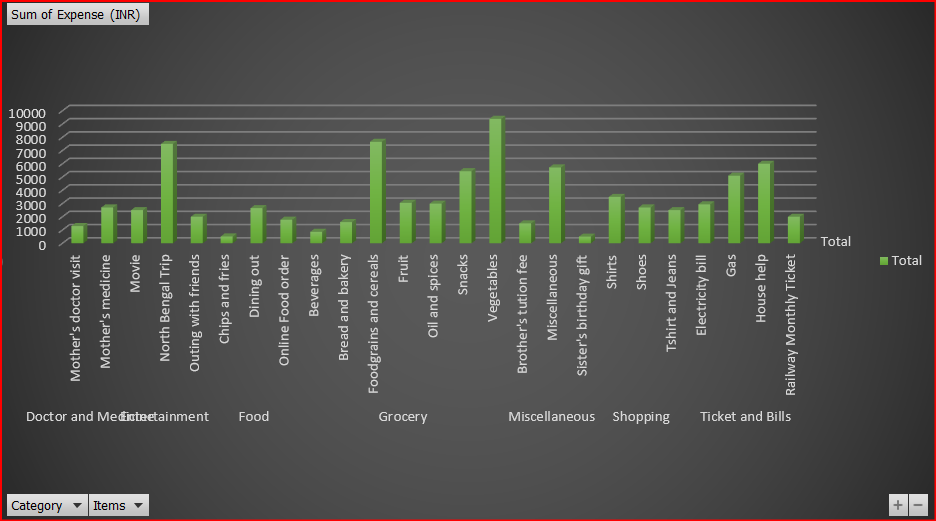 Sum of Expense (INR)
10000
9000
8000
7000
6000
5000
4000
3000
2000
1000
0
Total
Total
Mother's doctor visit
Mother's medicine
Movie
North Bengal Trip
Outing with friends
Chips and fries
Dining out
Online Food order
Beverages
Bread and bakery
Foodgrains and cereals
Fruit
Oil and spices
Snacks
Vegetables
Brother's tution fee
Miscellaneous
Sister's birthday gift
Shirts
Shoes
Tshirt and Jeans
Electricity bill
Gas
House help
Railway Monthly Ticket
Doctor and Medicine
Entertainment
Food
Grocery
Miscellaneous
Shopping
Ticket and Bills
Category
Items